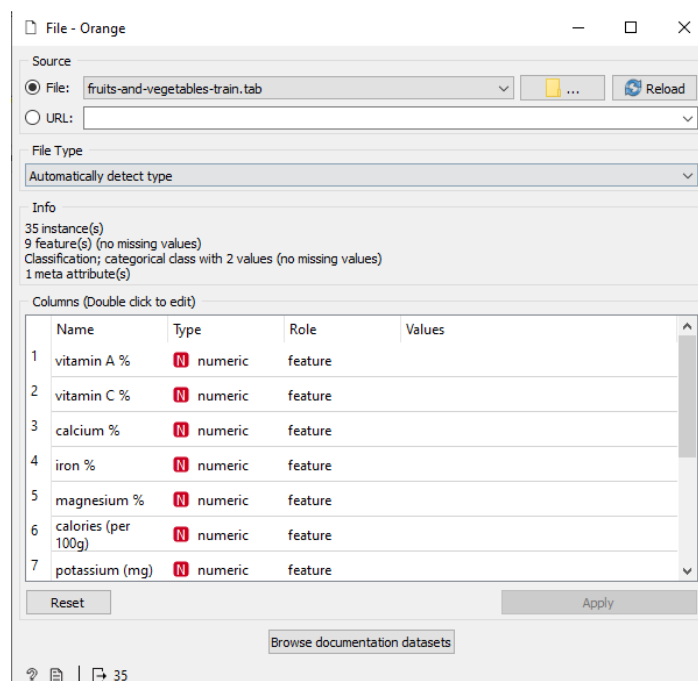 File - Orange
Source
File: fruits-and-vegetables-train.tab ... Reload
URL:
File Type
Automatically detect type
Info
35 instance(s)
9 feature(s) (no missing values)
Classification; categorical class with 2 values (no missing values)
1 meta attribute(s)
Columns (Double click to edit)
Name Type Role Values
1 vitamin A % N numeric feature
2 vitamin C % N numeric feature
3 calcium % N numeric feature
4 iron % N numeric feature
5 magnesium % N numeric feature
6 calories (per
100g) N numeric feature
7 potassium (mg) N numeric feature
Reset Apply
Browse documentation datasets
? 35